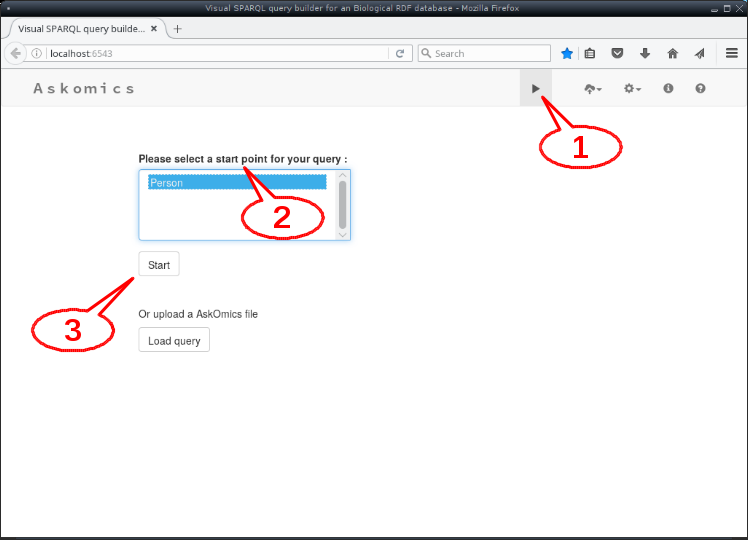 Visual SPARQL query builder for an Biological RDF database - Mozilla Firefox
Visual SPARQL query builde...
localhost:6543
Search
Askomics
1
Please select a start point for your query :
Person
2
Start
3
Or upload a AskOmics file
Load query